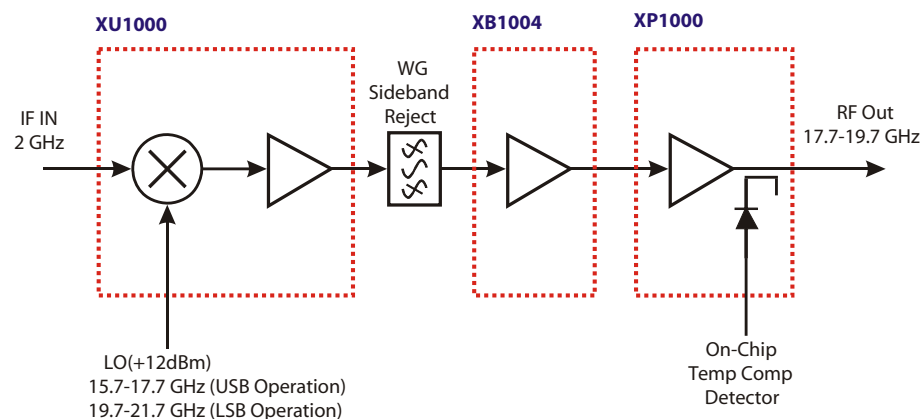 XU1000
XB1004
XP1000
WG
Sideband
Reject
IF IN
2 GHz
RF Out
17.7-19.7 GHz
LO(+12dBm)
15.7-17.7 GHz (USB Operation)
19.7-21.7 GHz (LSB Operation)
On-Chip
Temp Comp
Detector